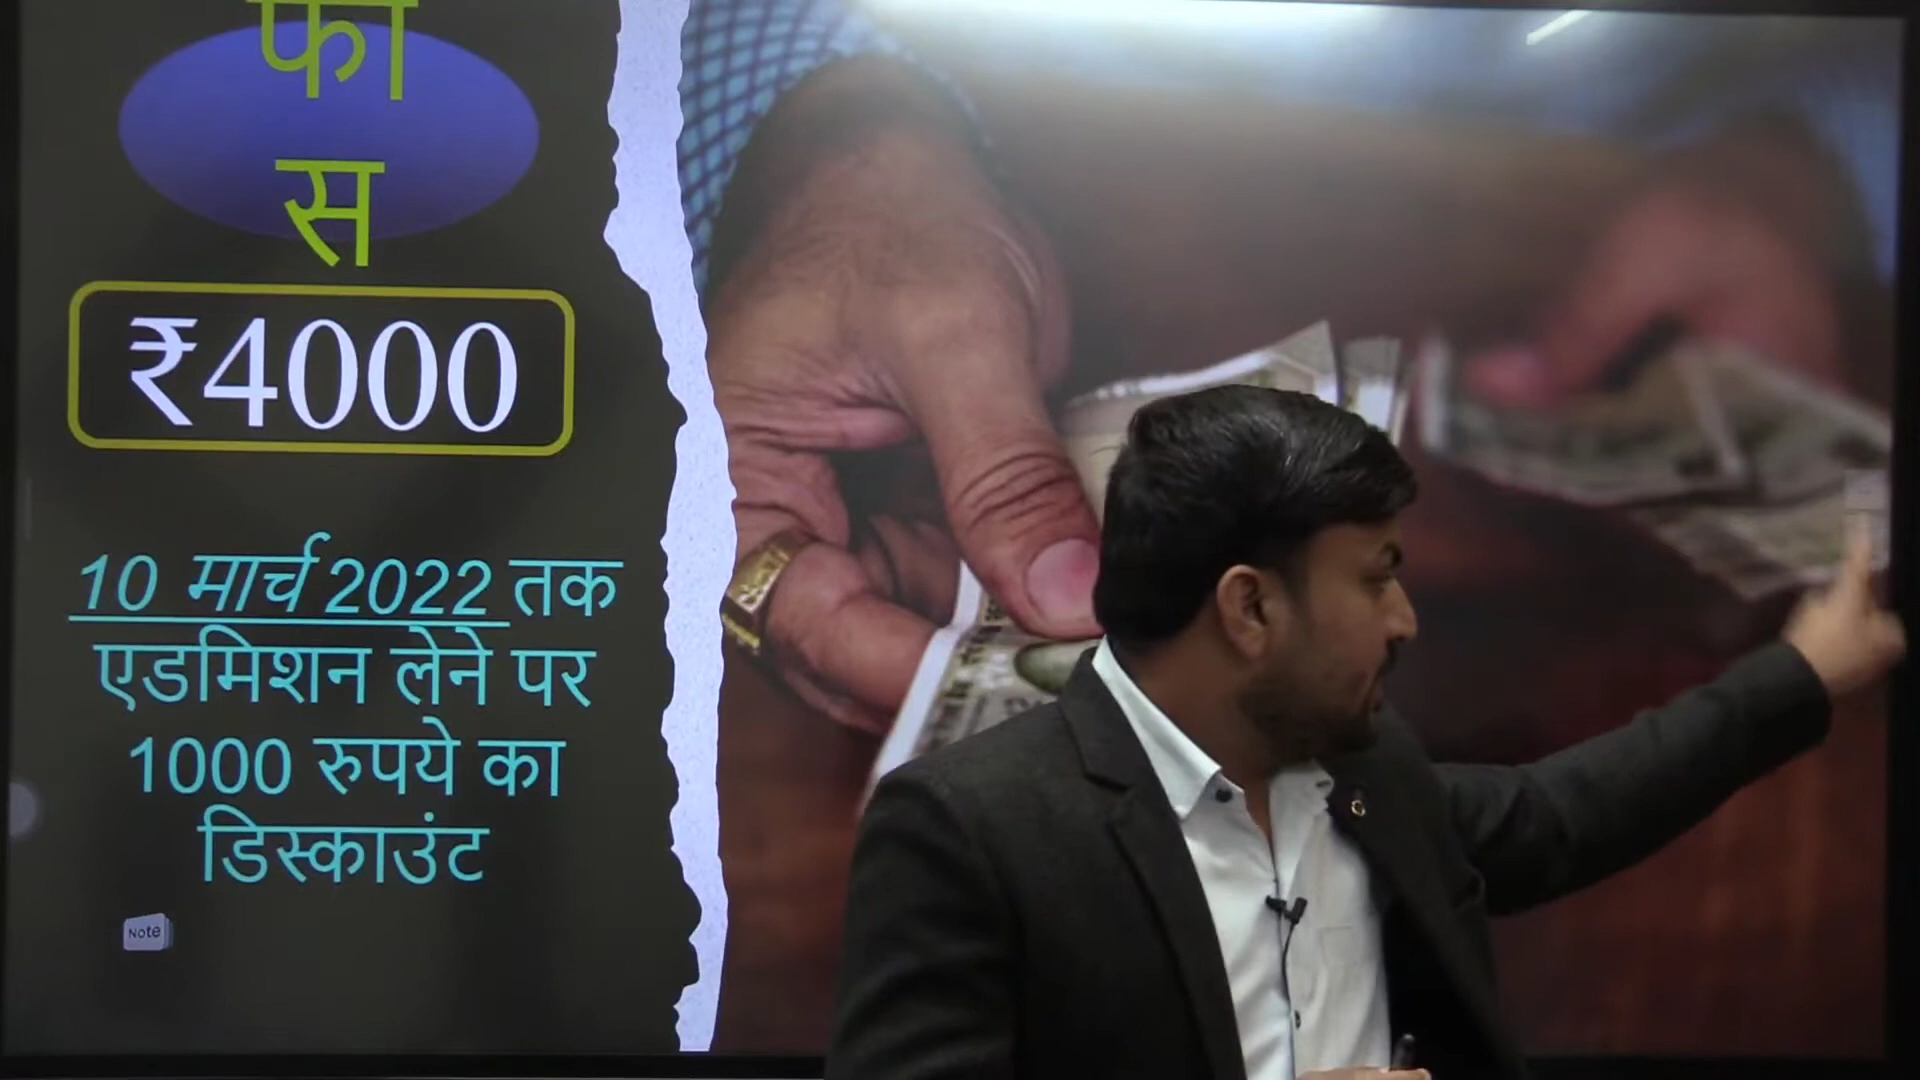 फी
स
₹4000
10 मार्च 2022 तक
एडमिशन लेने पर
1000 रुपये का
डिस्काउंट
Note